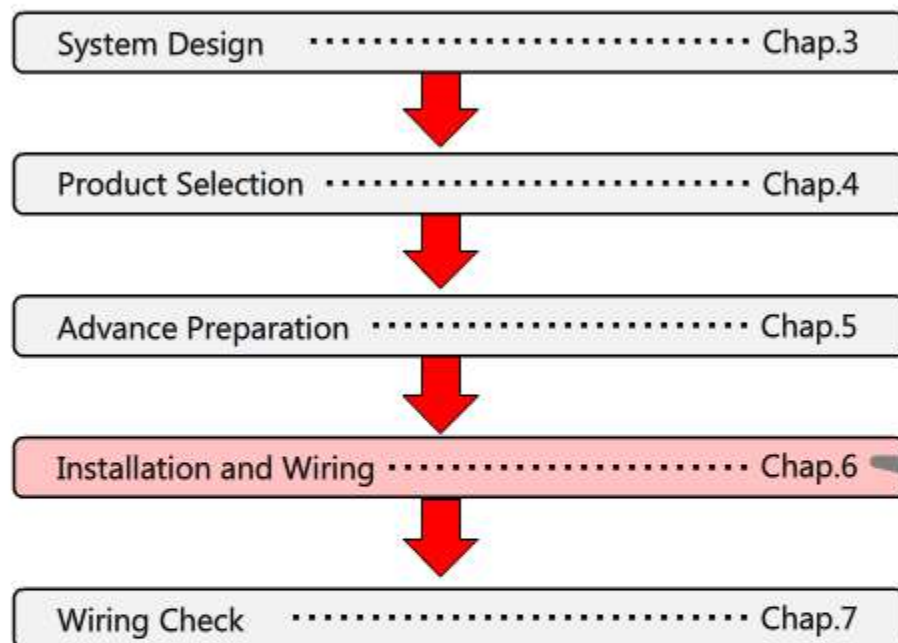 System Design ・・・・・・・・・・・・・・・・・・・・・・・・・・・・・ Chap.3
Product Selection ・・・・・・・・・・・・・・・・・・・・・・・・・・・・ Chap.4
Advance Preparation ・・・・・・・・・・・・・・・・・・・・・・・・・ Chap.5
Installation and Wiring ・・・・・・・・・・・・・・・・・・・・・・・・ Chap.6
Wiring Check ・・・・・・・・・・・・・・・・・・・・・・・・・・・・・・ Chap.7